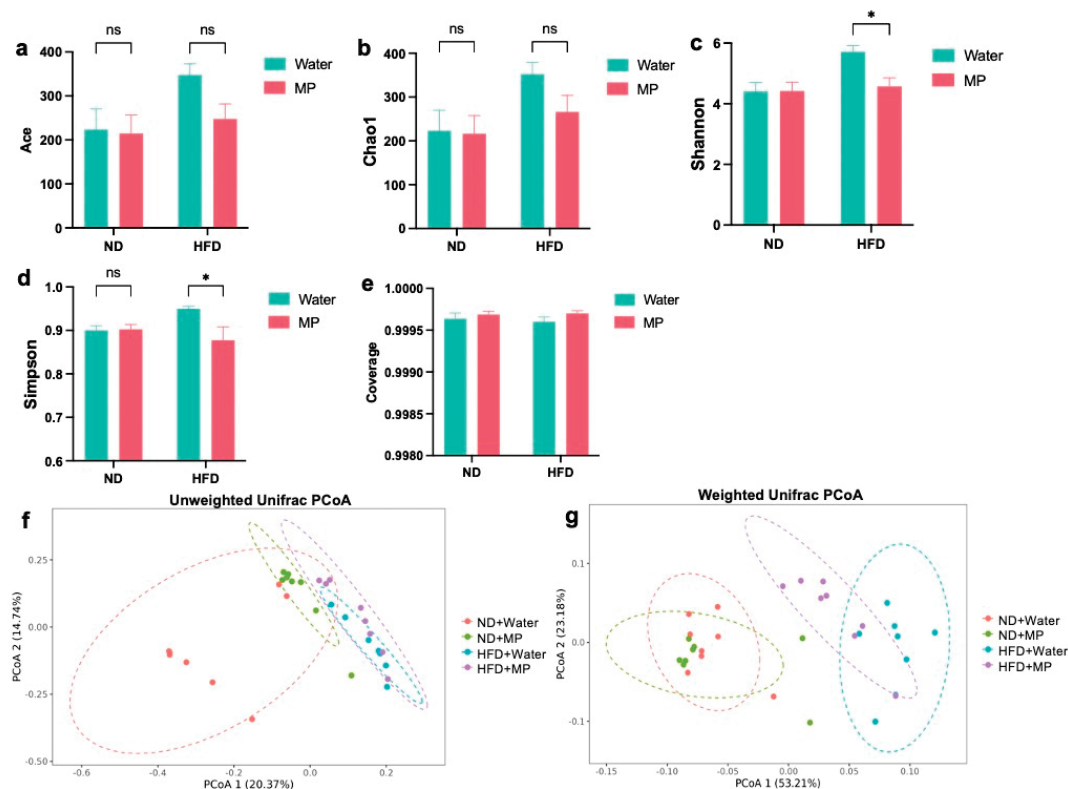 a
ns
ns
400
300
200
100
0
Ace
ND
HFD
Water
MP
b
ns
ns
400
300
200
100
0
Chao1
ND
HFD
Water
MP
c
*
6
4
2
0
Shannon
ND
HFD
Water
MP
d
ns
*
1.0
0.9
0.8
0.7
0.6
Simpson
ND
HFD
Water
MP
e
1.0000
0.9995
0.9990
0.9985
0.9980
Coverage
ND
HFD
Water
MP
f
Unweighted Unifrac PCoA
0.25
0.00
-0.25
-0.50
PCoA 2 (14.74%)
-0.6
-0.4
-0.2
0.0
0.2
PCoA 1 (20.37%)
g
Weighted Unifrac PCoA
0.1
0.0
-0.1
PCoA 2 (23.18%)
-0.15
-0.10
-0.05
0.00
0.05
0.10
PCoA 1 (53.21%)
ND+Water
ND+MP
HFD+Water
HFD+MP
ND+Water
ND+MP
HFD+Water
HFD+MP